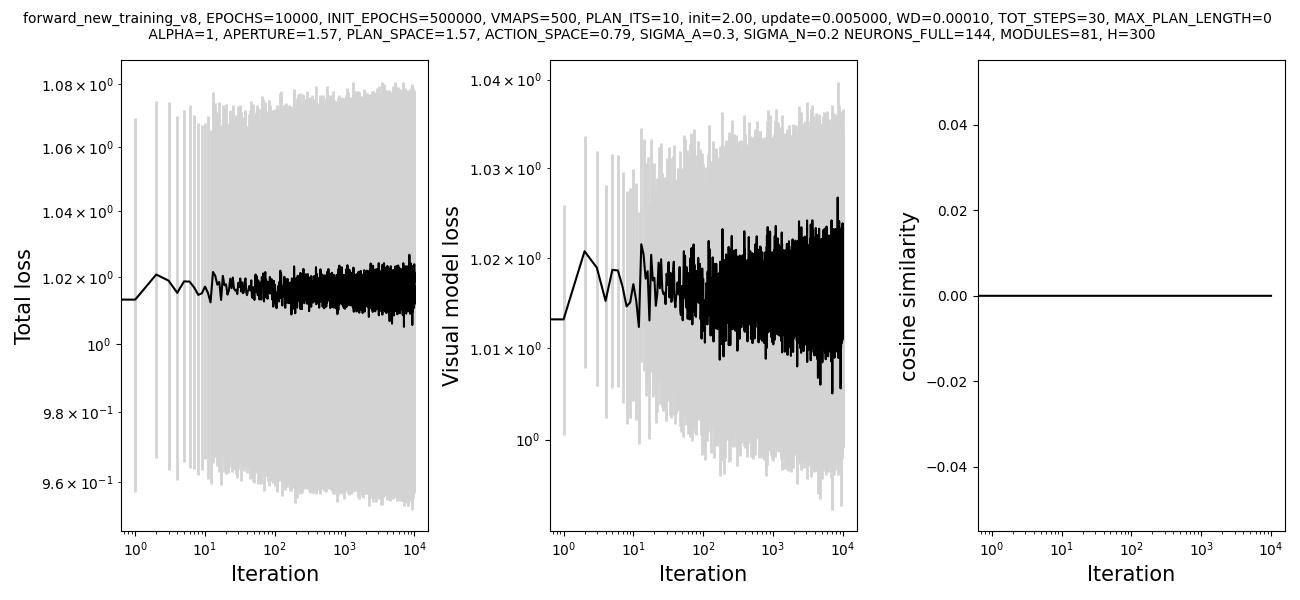 forward_new_training_v8, EPOCHS=10000, INIT_EPOCHS=500000, VMAPS=500, PLAN_ITS=10, init=2.00, update=0.005000, WD=0.00010, TOT_STEPS=30, MAX_PLAN_LENGTH=0
ALPHA=1, APERTURE=1.57, PLAN_SPACE=1.57, ACTION_SPACE=0.79, SIGMA_A=0.3, SIGMA_N=0.2 NEURONS_FULL=144, MODULES=81, H=300
Total loss
1.08 × 10⁰
1.06 × 10⁰
1.04 × 10⁰
1.02 × 10⁰
10⁰
9.8 × 10⁻¹
9.6 × 10⁻¹
10⁰ 10¹ 10² 10³ 10⁴
Iteration
Visual model loss
1.04 × 10⁰
1.03 × 10⁰
1.02 × 10⁰
1.01 × 10⁰
10⁰
10⁰ 10¹ 10² 10³ 10⁴
Iteration
cosine similarity
0.04
0.02
0.00
−0.02
−0.04
10⁰ 10¹ 10² 10³ 10⁴
Iteration